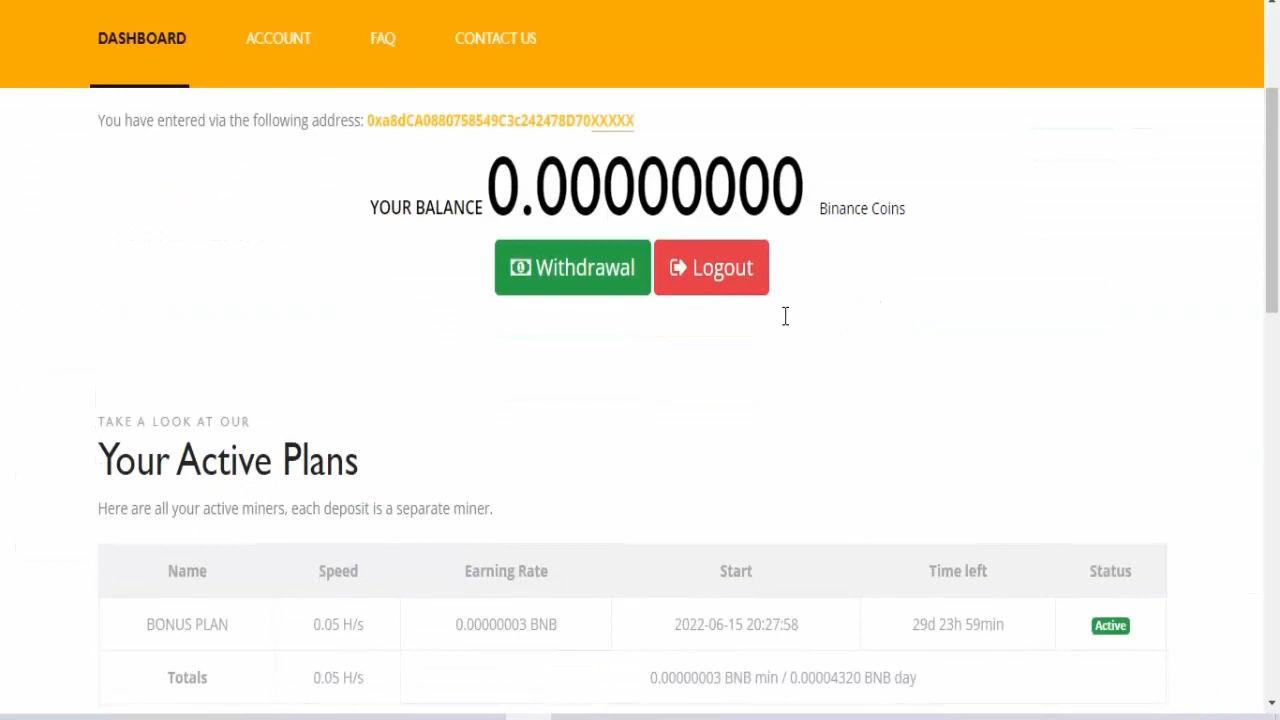 DASHBOARD ACCOUNT FAQ CONTACT US
You have entered via the following address: 0xa8dCA0880758549C3c242478D70XXXXX
YOUR BALANCE 0.00000000 Binance Coins
Withdrawal Logout
TAKE A LOOK AT OUR
Your Active Plans
Here are all your active miners, each deposit is a separate miner.
Name Speed Earning Rate Start Time left Status
BONUS PLAN 0.05 H/s 0.00000003 BNB 2022-06-15 20:27:58 29d 23h 59min Active
Totals 0.05 H/s 0.00000003 BNB min / 0.00004320 BNB day